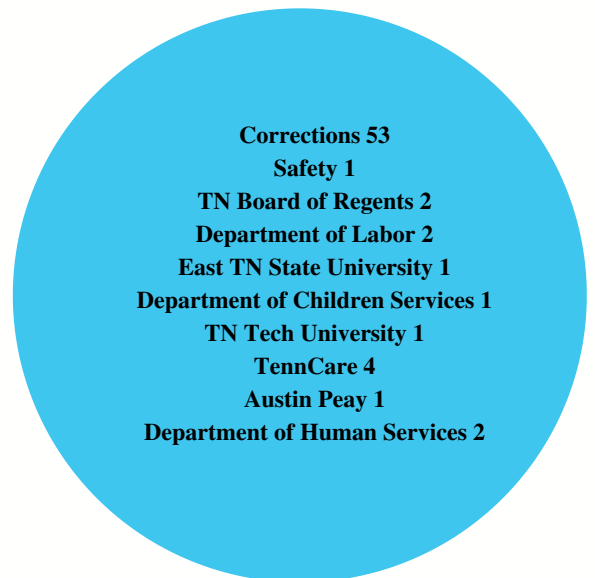 Corrections 53
Safety 1
TN Board of Regents 2
Department of Labor 2
East TN State University 1
Department of Children Services 1
TN Tech University 1
TennCare 4
Austin Peay 1
Department of Human Services 2